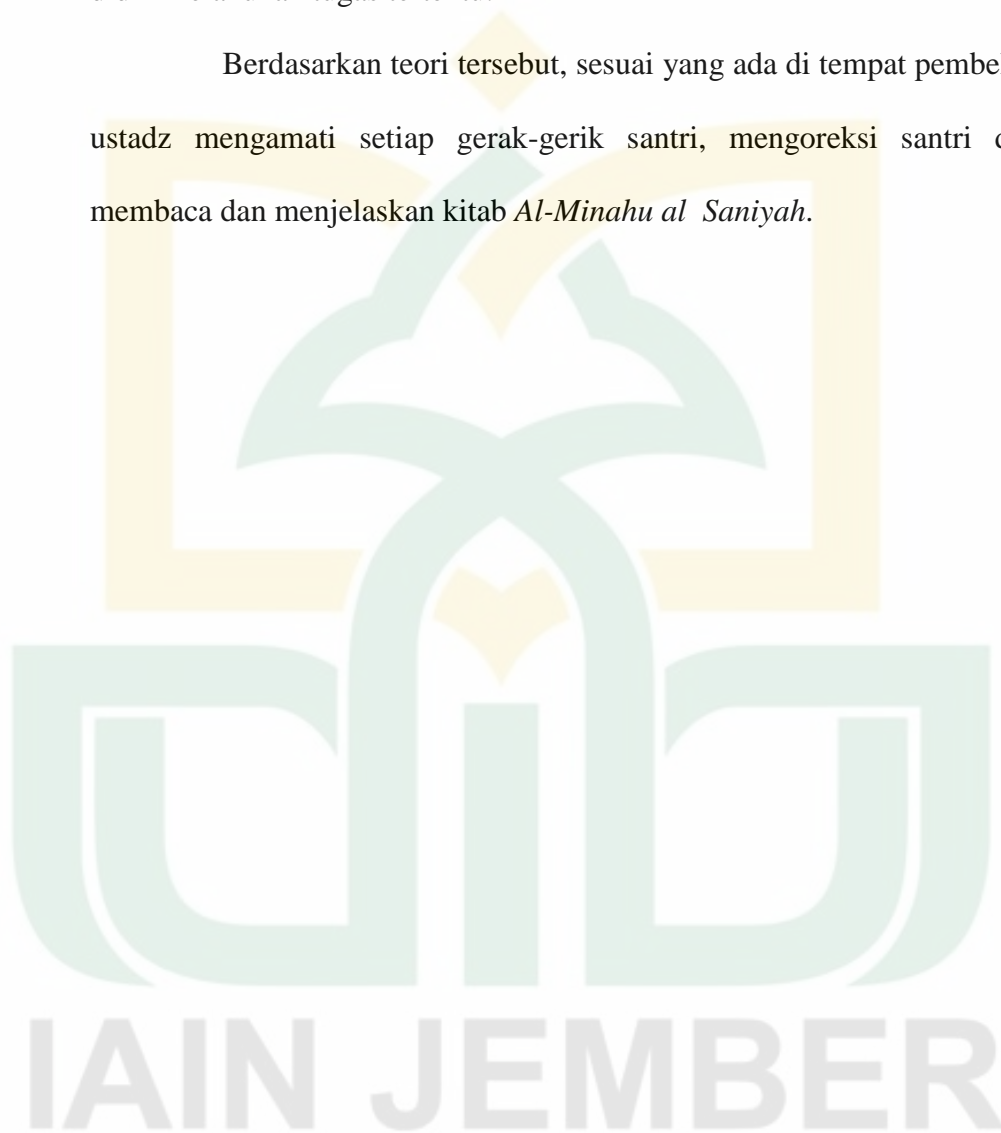 Berdasarkan teori tersebut, sesuai yang ada di tempat
ustadz mengamati setiap gerak-gerik santri, mengoreksi santri
membaca dan menjelaskan kitab Al-Minahu al Saniyah.
IAIN JEMBER